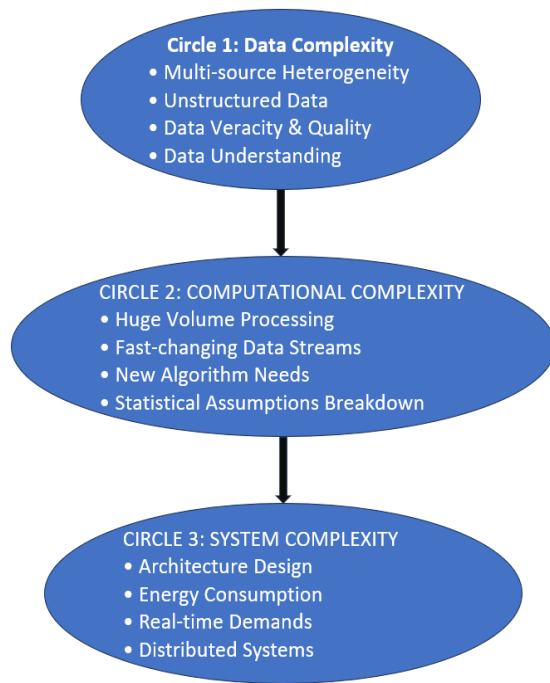 Circle 1: Data Complexity
• Multi-source Heterogeneity
• Unstructured Data
• Data Veracity & Quality
• Data Understanding
CIRCLE 2: COMPUTATIONAL COMPLEXITY
• Huge Volume Processing
• Fast-changing Data Streams
• New Algorithm Needs
• Statistical Assumptions Breakdown
CIRCLE 3: SYSTEM COMPLEXITY
• Architecture Design
• Energy Consumption
• Real-time Demands
• Distributed Systems